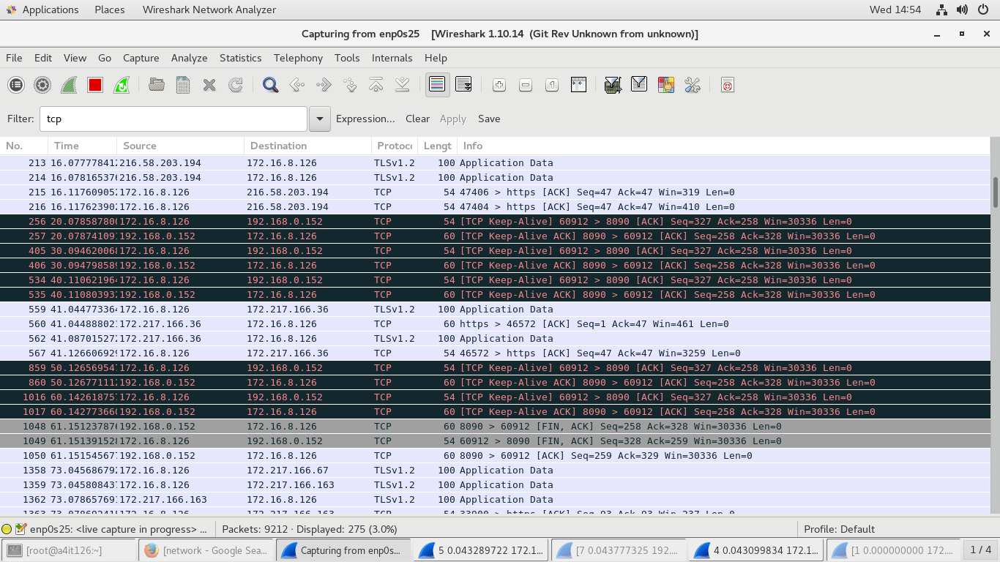 Applications Places Wireshark Network Analyzer Wed 14:54
Capturing from enp0s25 [Wireshark 1.10.14 (Git Rev Unknown from unknown)]
File Edit View Go Capture Analyze Statistics Telephony Tools Internals Help
Filter: tcp Expression... Clear Apply Save
No. Time Source Destination Protoc Lengt Info
213 16.077778412 216.58.203.194 172.16.8.126 TLSv1.2 100 Application Data
214 16.078165376 216.58.203.194 172.16.8.126 TLSv1.2 100 Application Data
215 16.117609052 172.16.8.126 216.58.203.194 TCP 54 47406 > https [ACK] Seq=47 Ack=47 Win=319 Len=0
216 16.117623902 172.16.8.126 216.58.203.194 TCP 54 47404 > https [ACK] Seq=47 Ack=47 Win=410 Len=0
256 20.078587800 172.16.8.126 192.168.0.152 TCP 54 [TCP Keep-Alive] 60912 > 8090 [ACK] Seq=327 Ack=258 Win=30336 Len=0
257 20.078741091 192.168.0.152 172.16.8.126 TCP 60 [TCP Keep-Alive ACK] 8090 > 60912 [ACK] Seq=258 Ack=328 Win=30336 Len=0
405 30.094620068 172.16.8.126 192.168.0.152 TCP 54 [TCP Keep-Alive] 60912 > 8090 [ACK] Seq=327 Ack=258 Win=30336 Len=0
406 30.094798589 192.168.0.152 172.16.8.126 TCP 60 [TCP Keep-Alive ACK] 8090 > 60912 [ACK] Seq=258 Ack=328 Win=30336 Len=0
534 40.110621964 172.16.8.126 192.168.0.152 TCP 54 [TCP Keep-Alive] 60912 > 8090 [ACK] Seq=327 Ack=258 Win=30336 Len=0
535 40.110803932 192.168.0.152 172.16.8.126 TCP 60 [TCP Keep-Alive ACK] 8090 > 60912 [ACK] Seq=258 Ack=328 Win=30336 Len=0
559 41.044773364 172.16.8.126 172.217.166.36 TLSv1.2 100 Application Data
560 41.044888021 172.217.166.36 172.16.8.126 TCP 60 https > 46572 [ACK] Seq=1 Ack=47 Win=461 Len=0
562 41.087015272 172.217.166.36 172.16.8.126 TLSv1.2 100 Application Data
567 41.126606929 172.16.8.126 172.217.166.36 TCP 54 46572 > https [ACK] Seq=47 Ack=47 Win=3259 Len=0
859 50.126569547 172.16.8.126 192.168.0.152 TCP 54 [TCP Keep-Alive] 60912 > 8090 [ACK] Seq=327 Ack=258 Win=30336 Len=0
860 50.126771112 192.168.0.152 172.16.8.126 TCP 60 [TCP Keep-Alive ACK] 8090 > 60912 [ACK] Seq=258 Ack=328 Win=30336 Len=0
1016 60.142618757 172.16.8.126 192.168.0.152 TCP 54 [TCP Keep-Alive] 60912 > 8090 [ACK] Seq=327 Ack=258 Win=30336 Len=0
1017 60.142773660 192.168.0.152 172.16.8.126 TCP 60 [TCP Keep-Alive ACK] 8090 > 60912 [ACK] Seq=258 Ack=328 Win=30336 Len=0
1048 61.151237876 192.168.0.152 172.16.8.126 TCP 60 8090 > 60912 [FIN, ACK] Seq=258 Ack=328 Win=30336 Len=0
1049 61.151391528 172.16.8.126 192.168.0.152 TCP 54 60912 > 8090 [FIN, ACK] Seq=328 Ack=259 Win=30336 Len=0
1050 61.151545677 192.168.0.152 172.16.8.126 TCP 60 8090 > 60912 [ACK] Seq=259 Ack=329 Win=30336 Len=0
1358 73.045686792 172.16.8.126 172.217.166.67 TLSv1.2 100 Application Data
1359 73.045808437 172.16.8.126 172.217.166.163 TLSv1.2 100 Application Data
1362 73.078657691 172.217.166.163 172.16.8.126 TLSv1.2 100 Application Data
enp0s25: <live capture in progress> ... Packets: 9212 · Displayed: 275 (3.0%) Profile: Default
[root@a4it126:~] [network - Google Sea... Capturing from enp0s... 5 0.043289722 172.1... [7 0.043777325 192.... 4 0.043099834 172.1... [1 0.000000000 172.... 1 / 4